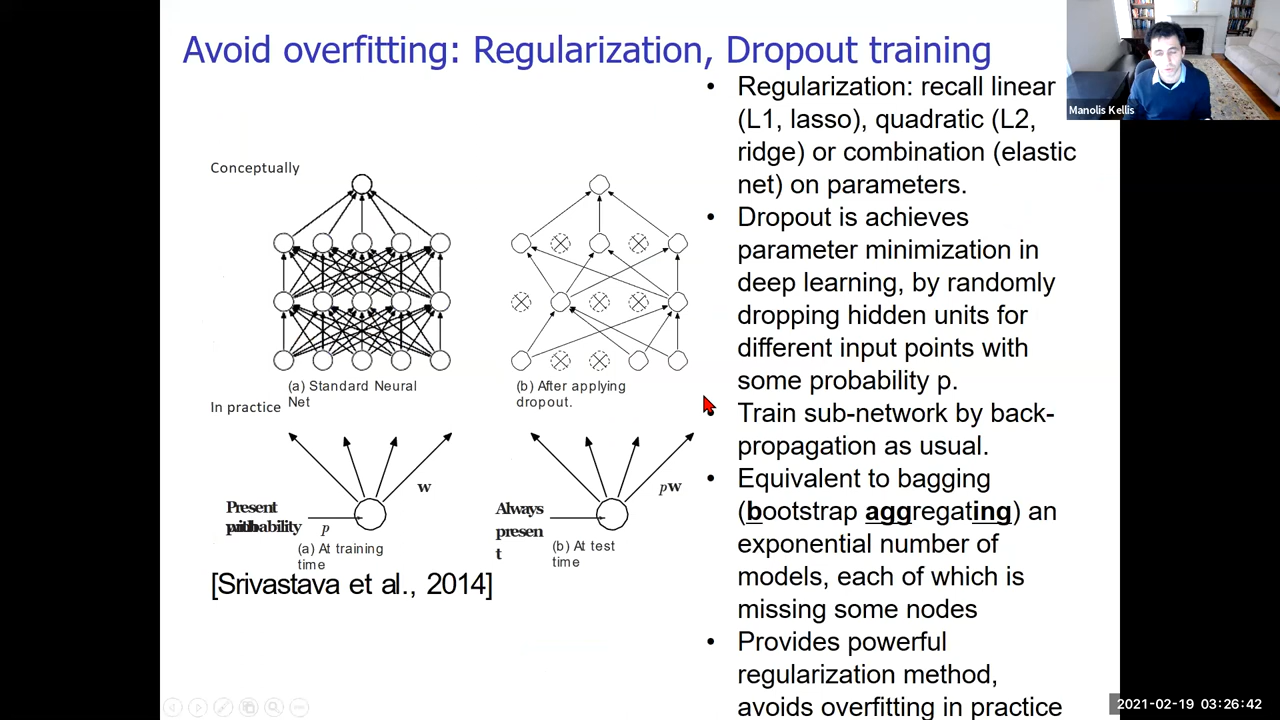 Avoid overfitting: Regularization, Dropout training
Manolis Kellis
Conceptually
(a) Standard Neural
Net
(b) After applying
dropout.
In practice
Present
with
probability
p
w
(a) At training
time
Always
presen
t
pw
(b) At test
time
[Srivastava et al., 2014]
• Regularization: recall linear
(L1, lasso), quadratic (L2,
ridge) or combination (elastic
net) on parameters.
• Dropout is achieves
parameter minimization in
deep learning, by randomly
dropping hidden units for
different input points with
some probability p.
• Train sub-network by back-
propagation as usual.
• Equivalent to bagging
(bootstrap aggregating) an
exponential number of
models, each of which is
missing some nodes
• Provides powerful
regularization method,
avoids overfitting in practice
2021-02-19 03:26:42